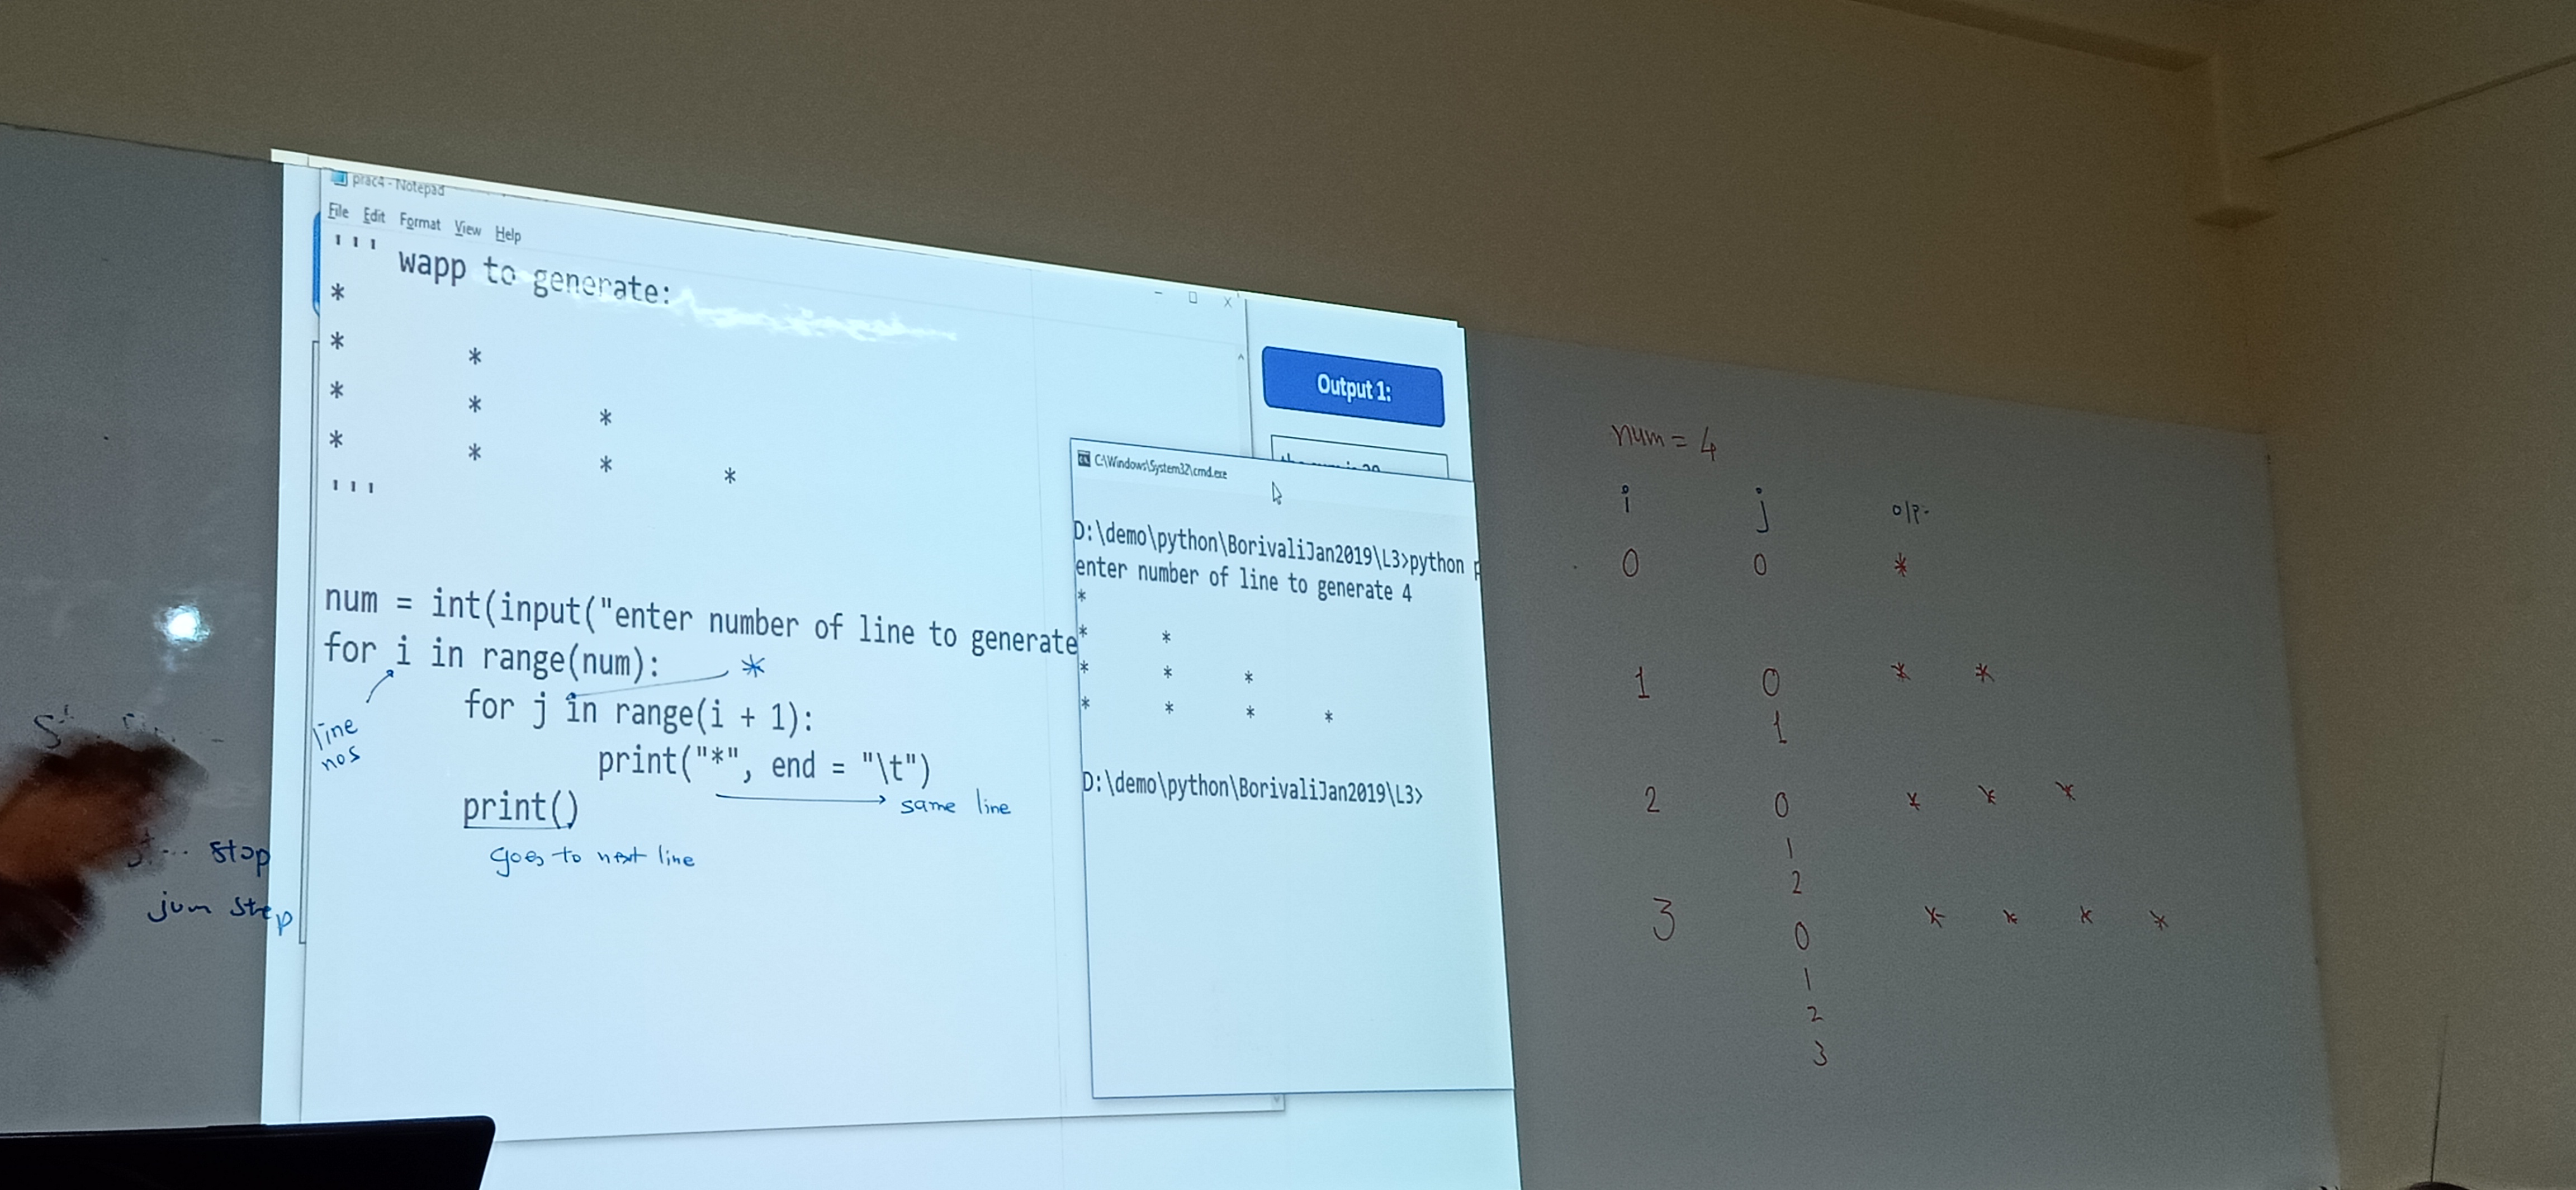 prac4 - Notepad
File Edit Format View Help
''' wapp to generate:
*
* *
* * *
* * * *
'''
num = int(input("enter number of line to generate
for i in range(num):
*
for j in range(i + 1):
line
nos
print("*", end = "\t")
same line
print()
goes to next line
stop
jum step
Output 1:
C:\Windows\System32\cmd.exe
D:\demo\python\BorivaliJan2019\L3>python
enter number of line to generate 4
*
* *
* * *
* * * *
D:\demo\python\BorivaliJan2019\L3>
num = 4
i j o/p-
0 0 *
1 0 * *
1
2 0 * * *
1
2
3 0 * * * *
1
2
3